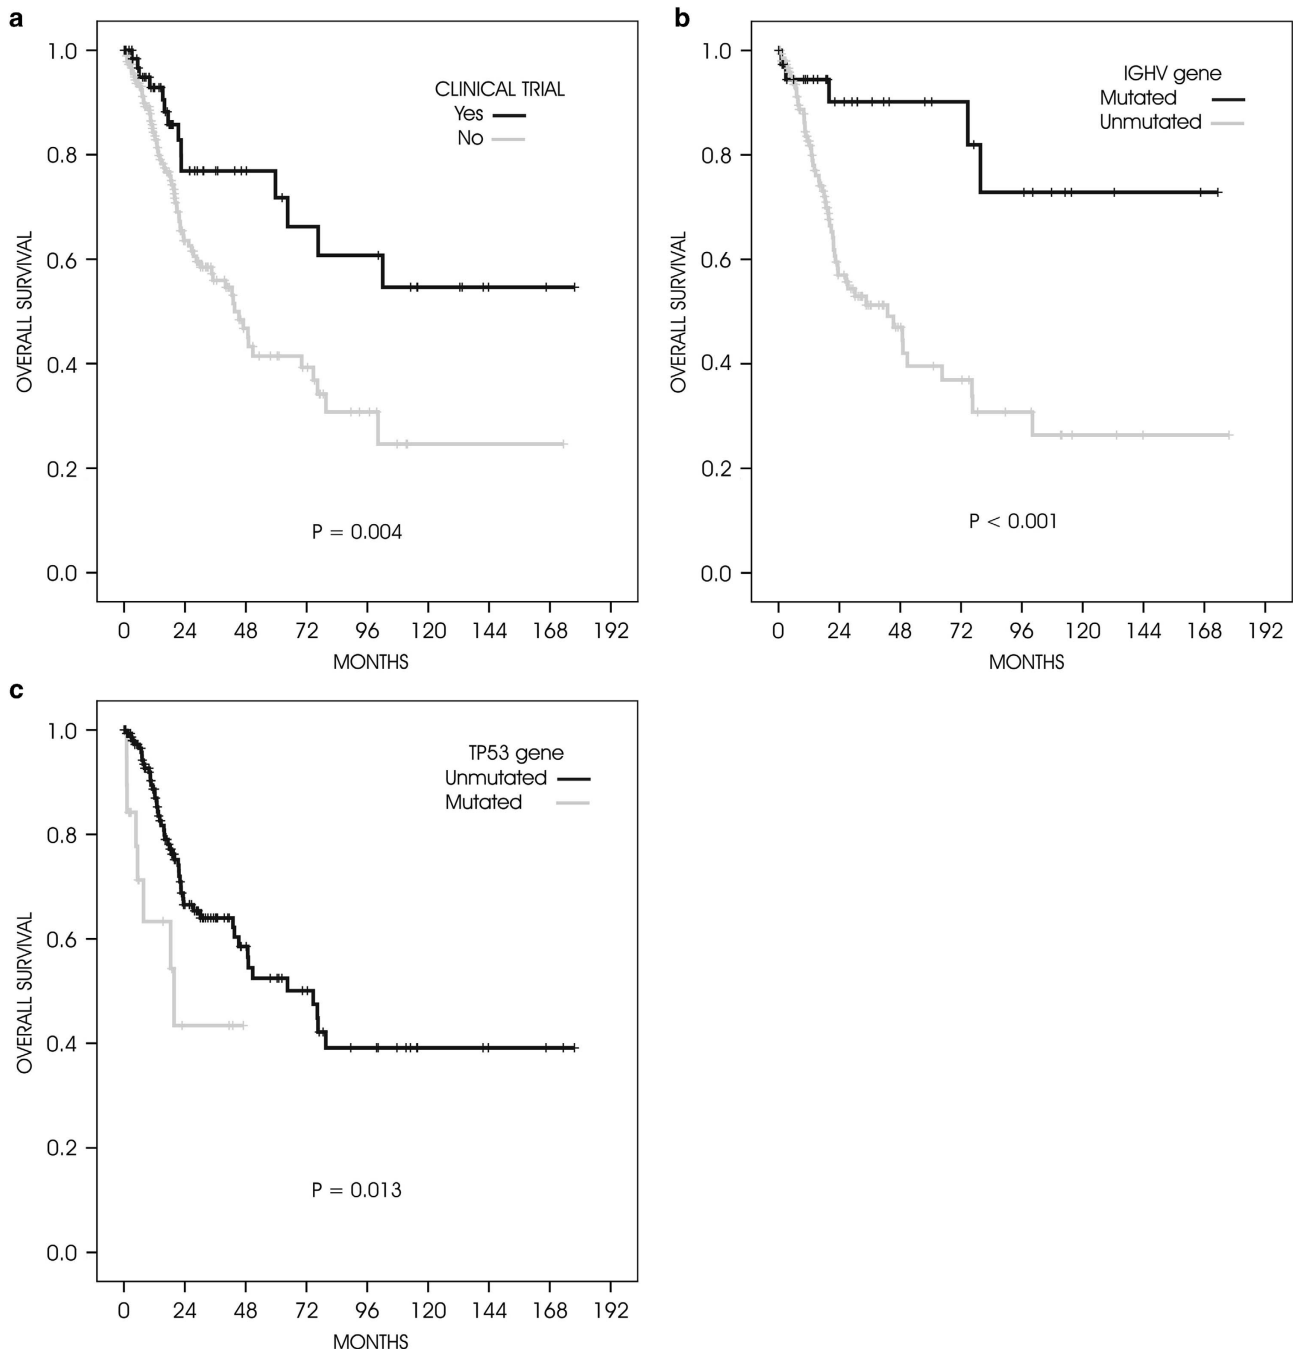 a
1.0
0.8
0.6
0.4
0.2
0.0
OVERALL SURVIVAL
CLINICAL TRIAL
Yes
No
P = 0.004
0 24 48 72 96 120 144 168 192
MONTHS
b
1.0
0.8
0.6
0.4
0.2
0.0
OVERALL SURVIVAL
IGHV gene
Mutated
Unmutated
P < 0.001
0 24 48 72 96 120 144 168 192
MONTHS
c
1.0
0.8
0.6
0.4
0.2
0.0
OVERALL SURVIVAL
TP53 gene
Unmutated
Mutated
P = 0.013
0 24 48 72 96 120 144 168 192
MONTHS